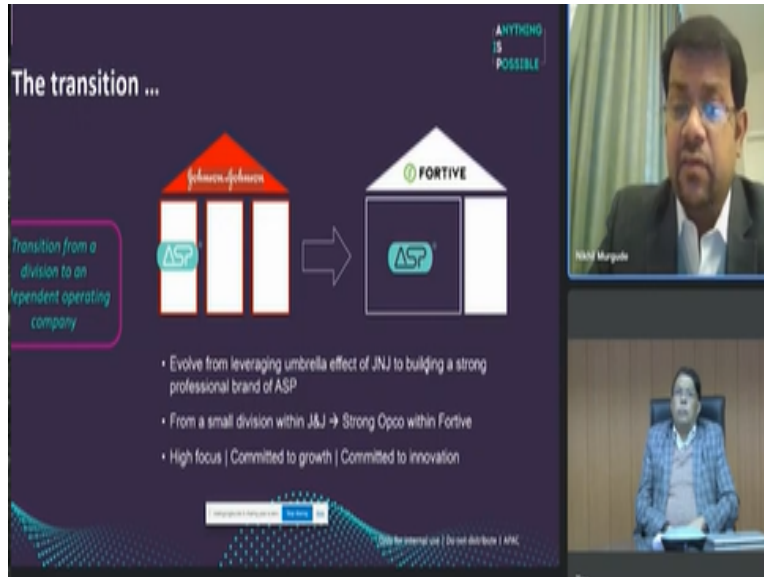 ANYTHING
IS
POSSIBLE
The transition ...
Johnson & Johnson
FORTIVE
ASP
ASP
Transition from a
division to an
dependent operating
company
• Evolve from leveraging umbrella effect of JNJ to building a strong
professional brand of ASP
• From a small division within J&J → Strong Opco within Fortive
• High focus | Committed to growth | Committed to innovation
Only for internal use | Do not distribute | APAC
Nikhil Murgude